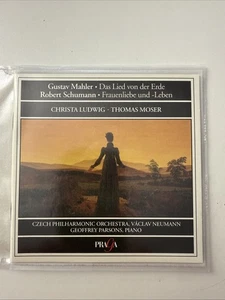 Gustav Mahler • Das Lied von der Erde
Robert Schumann • Frauenliebe und -Leben
CHRISTA LUDWIG - THOMAS MOSER
CZECH PHILHARMONIC ORCHESTRA, VÁCLAV NEUMANN
GEOFFREY PARSONS, PIANO
PRAGA